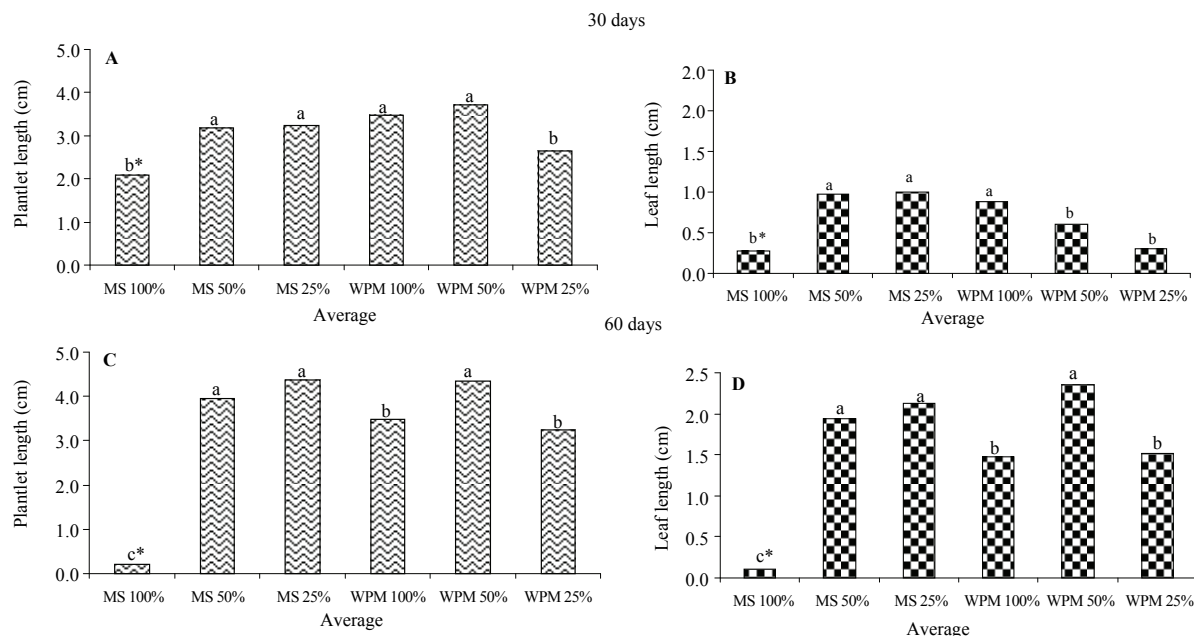 30 days
A
Plantlet length (cm)
5.0
4.0
3.0
2.0
1.0
0.0
b*
a
a
a
a
b
MS 100% MS 50% MS 25% WPM 100% WPM 50% WPM 25%
Average
B
Leaf length (cm)
2.0
2.0
1.5
1.0
0.5
0.0
b*
a
a
a
b
b
MS 100% MS 50% MS 25% WPM 100% WPM 50% WPM 25%
Average
60 days
C
Plantlet length (cm)
5.0
4.0
3.0
2.0
1.0
0.0
c*
a
a
b
a
b
MS 100% MS 50% MS 25% WPM 100% WPM 50% WPM 25%
Average
D
Leaf length (cm)
2.5
2.0
1.5
1.0
2.5
0.0
c*
a
a
b
a
b
MS 100% MS 50% MS 25% WPM 100% WPM 50% WPM 25%
Average